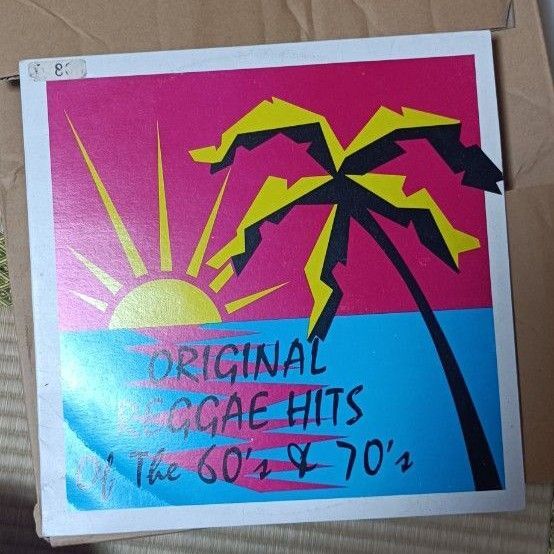 ORIGINAL
REGGAE HITS
Of The 60's & 70's